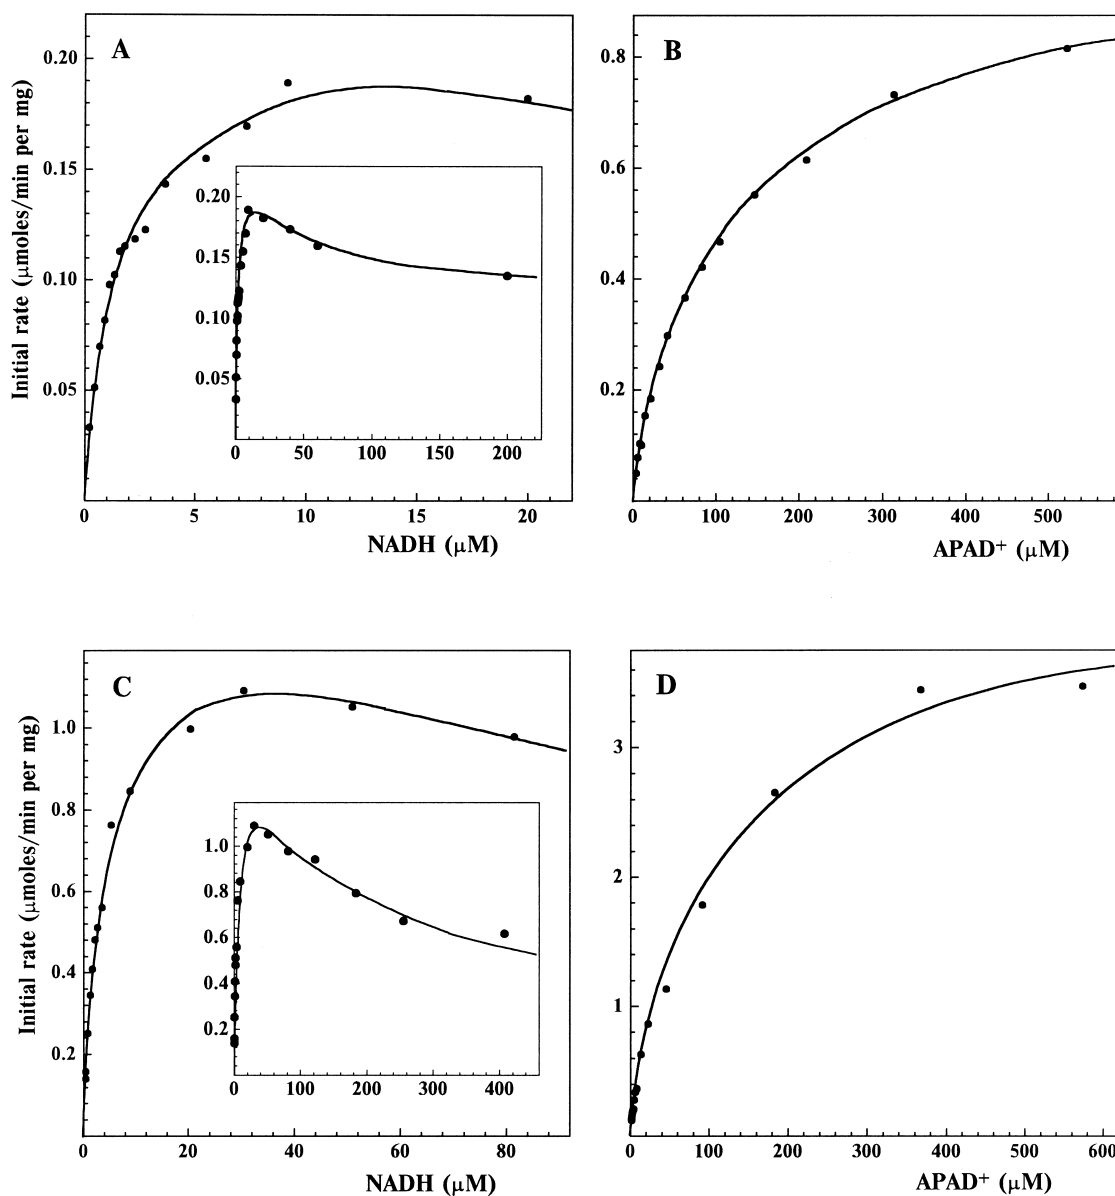 A
Initial rate (μmoles/min per mg)
0.20
0.15
0.10
0.05
0 5 10 15 20
NADH (μM)
0.20
0.15
0.10
0.05
0 50 100 150 200
B
0.8
0.6
0.4
0.2
0 100 200 300 400 500
APAD⁺ (μM)
C
Initial rate (μmoles/min per mg)
1.0
0.8
0.6
0.4
0.2
0 20 40 60 80
NADH (μM)
1.0
0.8
0.6
0.4
0.2
0 100 200 300 400
D
3
2
1
0 100 200 300 400 500 600
APAD⁺ (μM)